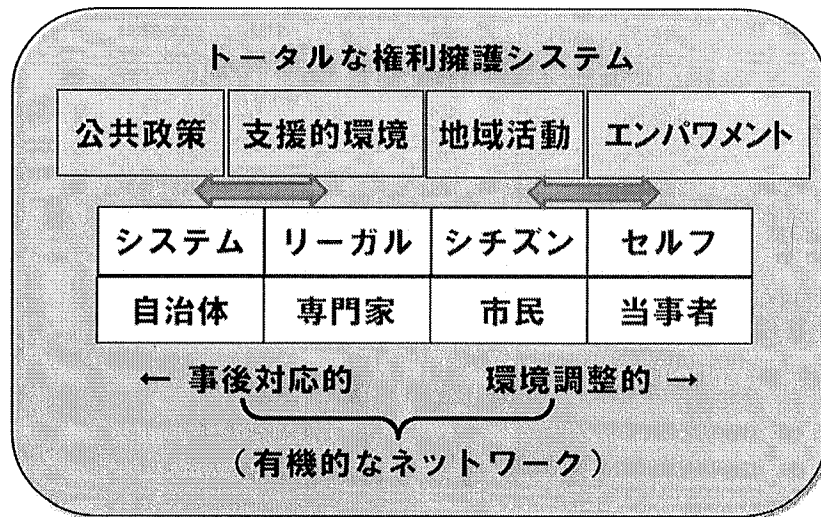 トータルな権利擁護システム
公共政策 支援的環境 地域活動 エンパワメント
システム リーガル シチズン セルフ
自治体 専門家 市民 当事者
← 事後対応的 環境調整的 →
(有機的なネットワーク)